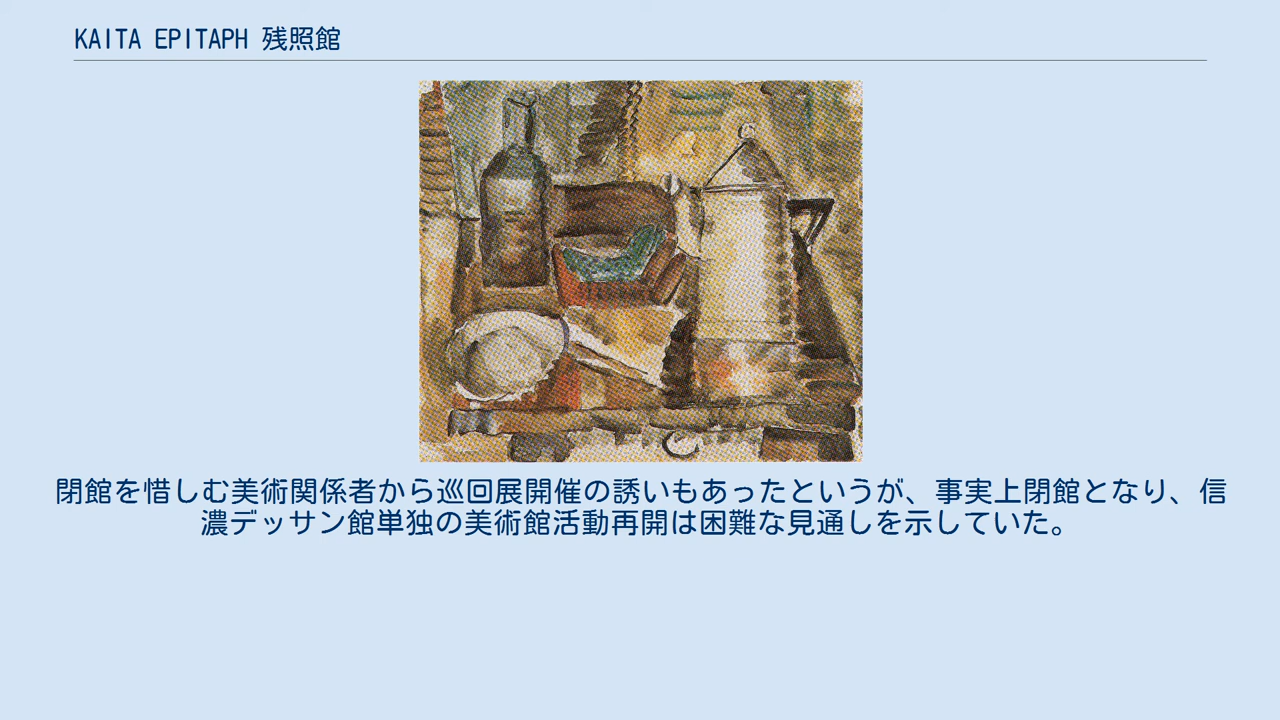 KAITA EPITAPH 残照館
閉館を惜しむ美術関係者から巡回展開催の誘いもあったというが、事実上閉館となり、信
濃デッサン館単独の美術館活動再開は困難な見通しを示していた。